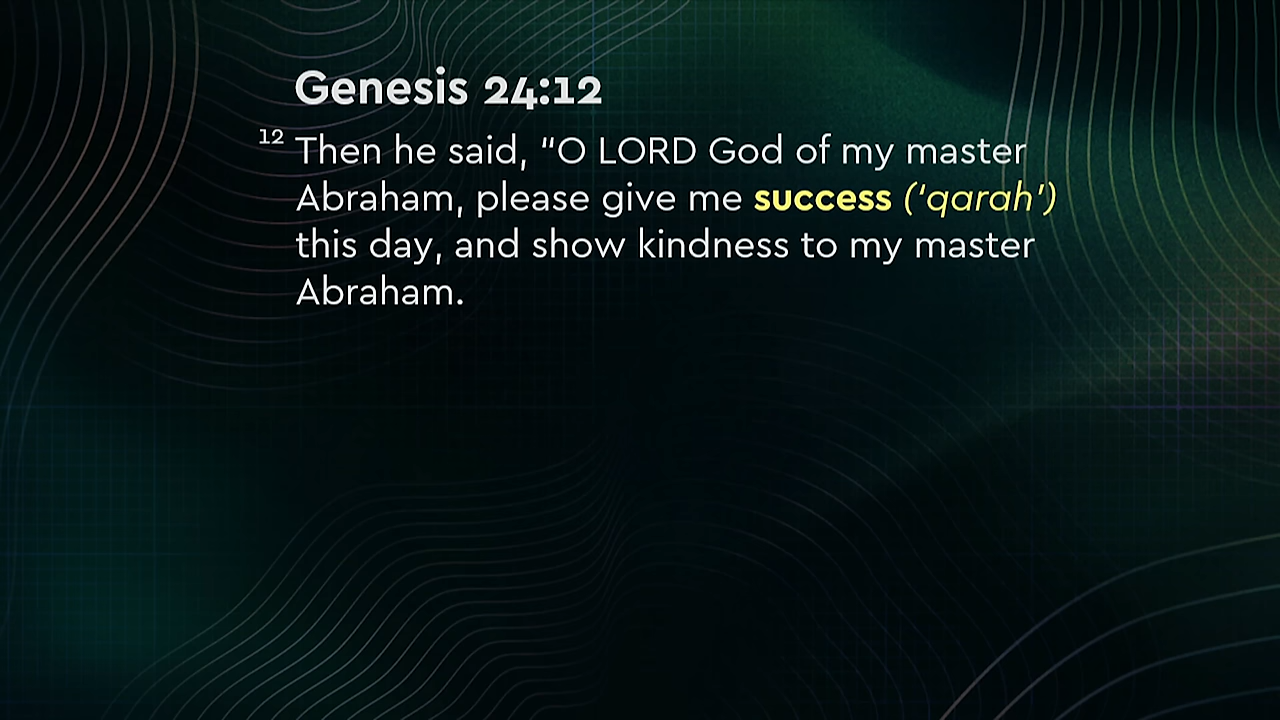 Genesis 24:12
12 Then he said, “O LORD God of my master
Abraham, please give me success (‘qarah’)
this day, and show kindness to my master
Abraham.